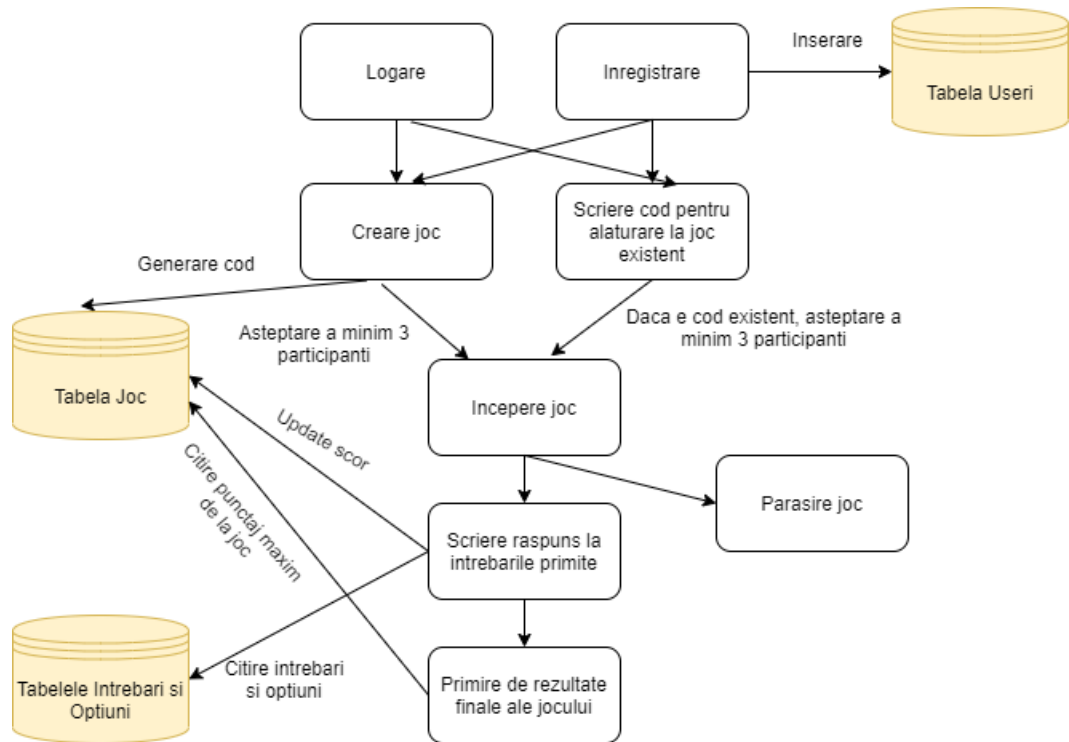 Logare
Inregistrare
Inserare
Tabela Useri
Creare joc
Scriere cod pentru
alaturare la joc
existent
Generare cod
Asteptare a minim 3
participanti
Daca e cod existent, asteptare a
minim 3 participanti
Tabela Joc
Incepere joc
Update scor
Citire punctaj maxim
de la joc
Parasire joc
Scriere raspuns la
intrebarile primite
Citire intrebari
si optiuni
Tabelele Intrebari si
Optiuni
Primire de rezultate
finale ale jocului